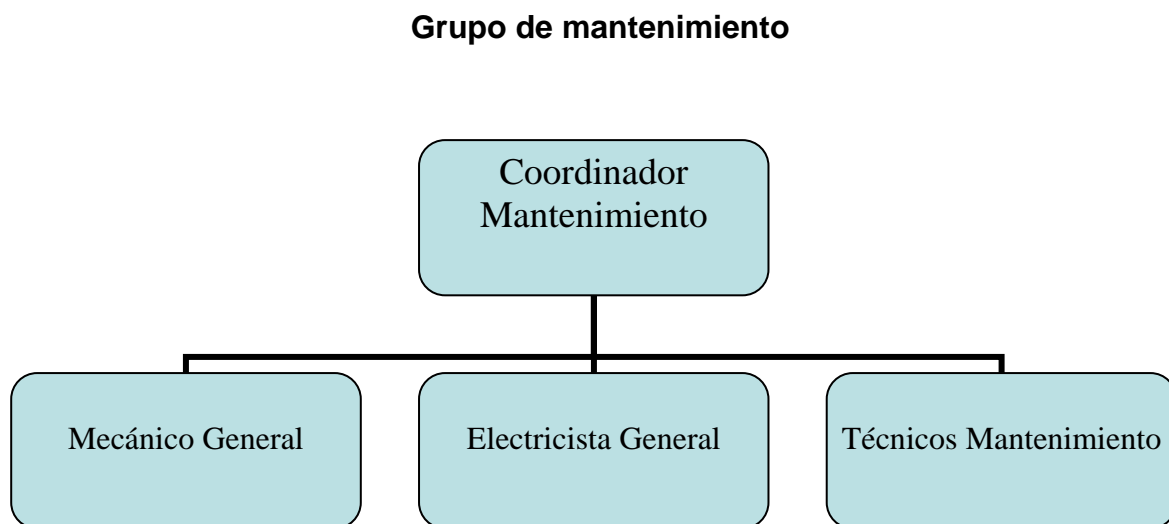 Grupo de mantenimiento
Coordinador
Mantenimiento
Mecánico General
Electricista General
Técnicos Mantenimiento